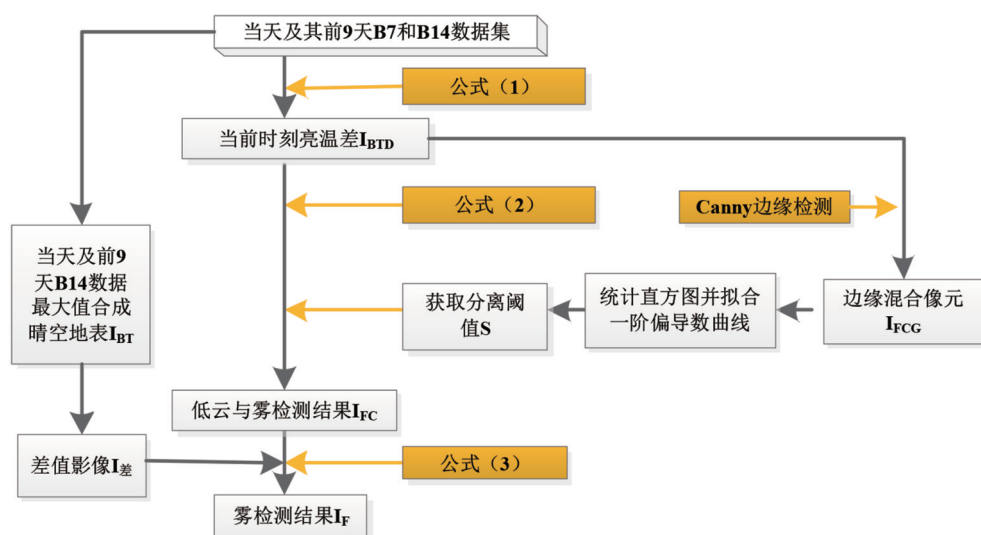 当天及其前9天B7和B14数据集
公式（1）
当前时刻亮温差I_BTD
公式（2）
Canny边缘检测
当天及前9
天B14数据
最大值合成
晴空地表I_BT
获取分离阈
值S
统计直方图并拟合
一阶偏导数曲线
边缘混合像元
I_FCG
低云与雾检测结果I_FC
差值影像I_差
公式（3）
雾检测结果I_F